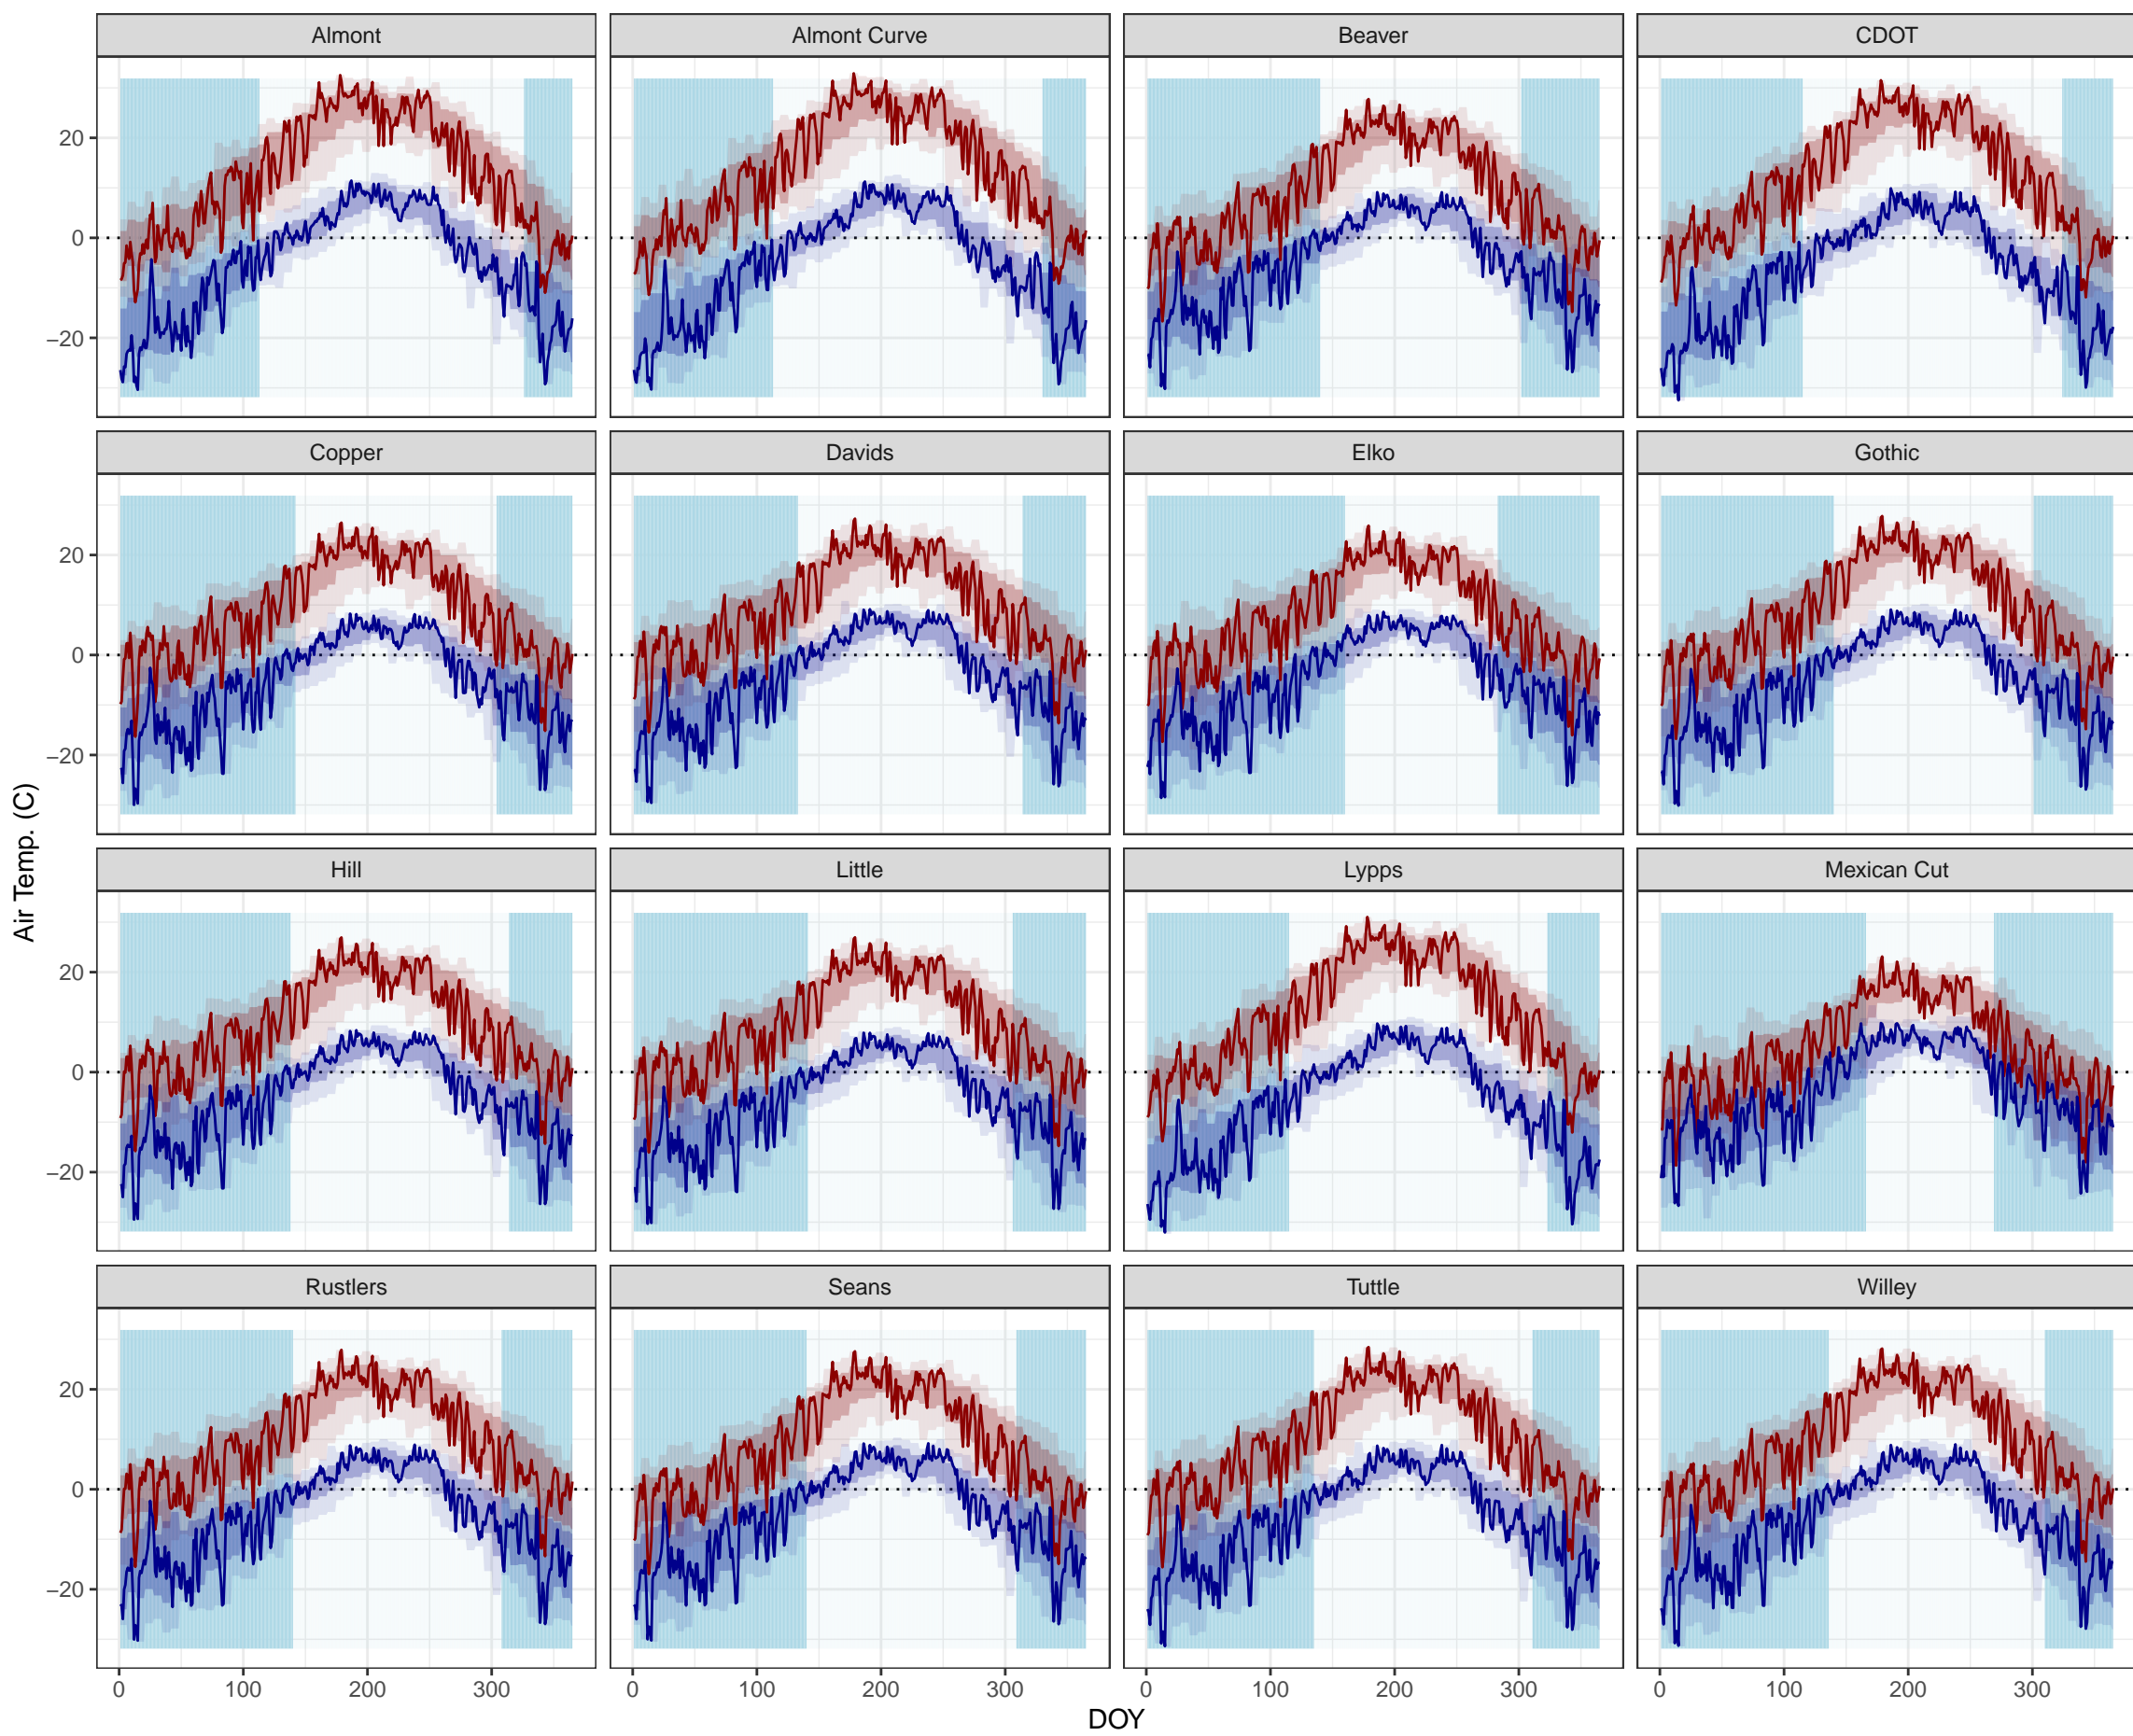 Almont Almont Curve Beaver CDOT
20
0
−20
Copper Davids Elko Gothic
20
0
−20
Hill Little Lypps Mexican Cut
20
0
−20
Rustlers Seans Tuttle Willey
20
0
−20
0 100 200 300 0 100 200 300 0 100 200 300 0 100 200 300
DOY
Air Temp. (C)